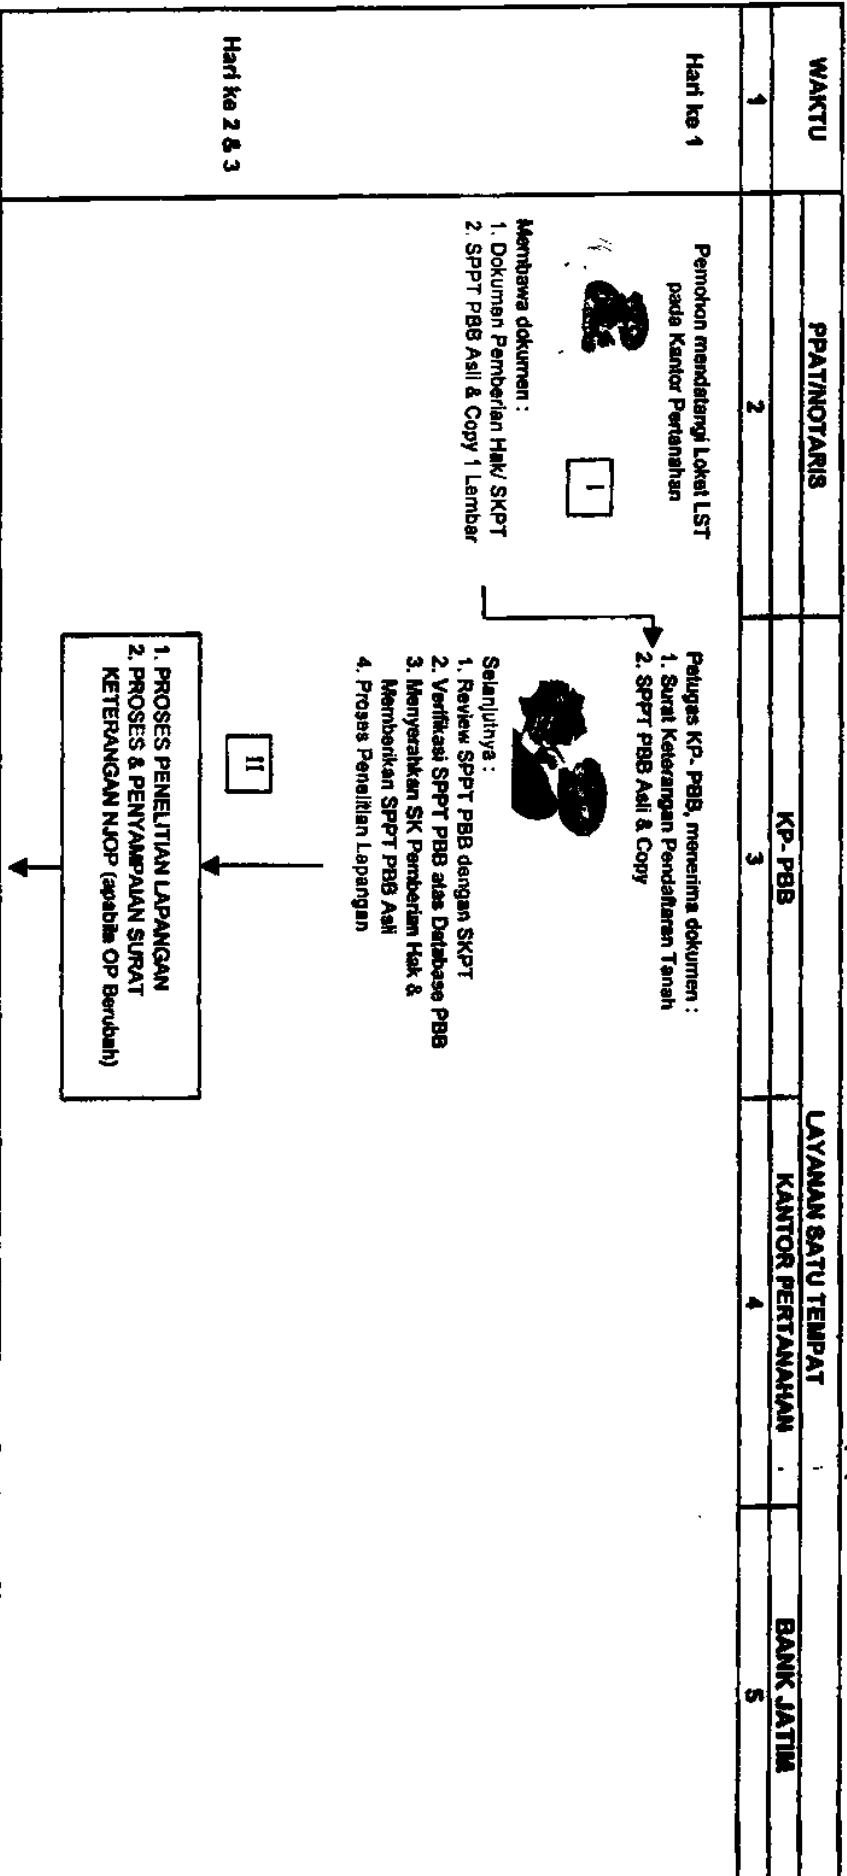 WAKTU
PPAT/NOTARIS
LAYANAN SATU TEMPAT
KP- PBB
KANTOR PERTANAHAN
BANK JATIM
1
2
3
4
5
Hari ke 1
Pemohon mendatangi Loket LST
pada Kantor Pertanahan
I
Membawa dokumen :
1. Dokumen Pemberian Hak/ SKPT
2. SPPT PBB Asli & Copy 1 Lembar
Petugas KP- PBB, menerima dokumen :
1. Surat Keterangan Pendaftaran Tanah
2. SPPT PBB Asli & Copy
Selanjutnya :
1. Review SPPT PBB dengan SKPT
2. Verifikasi SPPT PBB atas Database PBB
3. Menyerahkan SK Pemberian Hak &
Memberikan SPPT PBB Asli
4. Proses Penelitian Lapangan
Hari ke 2 & 3
II
1. PROSES PENELITIAN LAPANGAN
2. PROSES & PENYAMPAIAN SURAT
KETERANGAN NJOP (apabila OP Berubah)